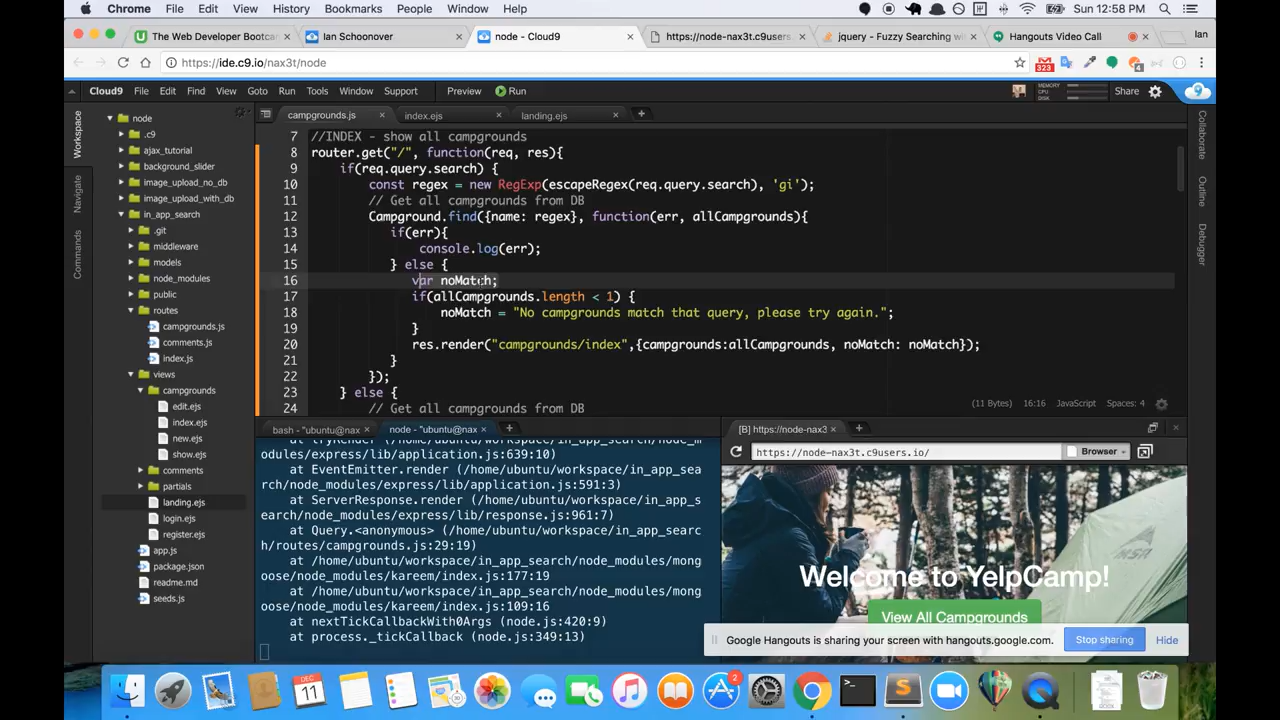 Chrome File Edit View History Bookmarks People Window Help Sun 12:58 PM
The Web Developer Bootc Ian Schoonover node - Cloud9 https://node-nax3t.c9users. jquery - Fuzzy Searching wi Hangouts Video Call Ian
https://ide.c9.io/nax3t/node 323
Cloud9 File Edit Find View Goto Run Tools Window Support Preview Run MEMORY CPU DISK Share
campgrounds.js index.ejs landing.ejs
Workspace
Navigate
Commands
node
.c9
ajax_tutorial
background_slider
image_upload_no_db
image_upload_with_db
in_app_search
.git
middleware
models
node_modules
public
routes
campgrounds.js
comments.js
index.js
views
campgrounds
edit.ejs
index.ejs
new.ejs
show.ejs
comments
partials
landing.ejs
login.ejs
register.ejs
app.js
package.json
readme.md
seeds.js
7 //INDEX - show all campgrounds
8 router.get("/", function(req, res){
9 if(req.query.search) {
10 const regex = new RegExp(escapeRegex(req.query.search), 'gi');
11 // Get all campgrounds from DB
12 Campground.find({name: regex}, function(err, allCampgrounds){
13 if(err){
14 console.log(err);
15 } else {
16 var noMatch;
17 if(allCampgrounds.length < 1) {
18 noMatch = "No campgrounds match that query, please try again.";
19 }
20 res.render("campgrounds/index",{campgrounds:allCampgrounds, noMatch: noMatch});
21 }
22 });
23 } else {
24 // Get all campgrounds from DB
(11 Bytes) 16:16 JavaScript Spaces: 4
Collaborate
Outline
Debugger
bash - "ubuntu@nax node - "ubuntu@nax
at tryRender (/home/ubuntu/workspace/in_app_search/node_m
odules/express/lib/application.js:639:10)
at EventEmitter.render (/home/ubuntu/workspace/in_app_sea
rch/node_modules/express/lib/application.js:591:3)
at ServerResponse.render (/home/ubuntu/workspace/in_app_s
earch/node_modules/express/lib/response.js:961:7)
at Query.<anonymous> (/home/ubuntu/workspace/in_app_searc
h/routes/campgrounds.js:29:19)
at /home/ubuntu/workspace/in_app_search/node_modules/mong
oose/node_modules/kareem/index.js:177:19
at /home/ubuntu/workspace/in_app_search/node_modules/mong
oose/node_modules/kareem/index.js:109:16
at nextTickCallbackWith0Args (node.js:420:9)
at process._tickCallback (node.js:349:13)
[B] https://node-nax3
https://node-nax3t.c9users.io/ Browser
MSR
Welcome to YelpCamp!
View All Campgrounds
Google Hangouts is sharing your screen with hangouts.google.com. Stop sharing Hide
DEC
11
2